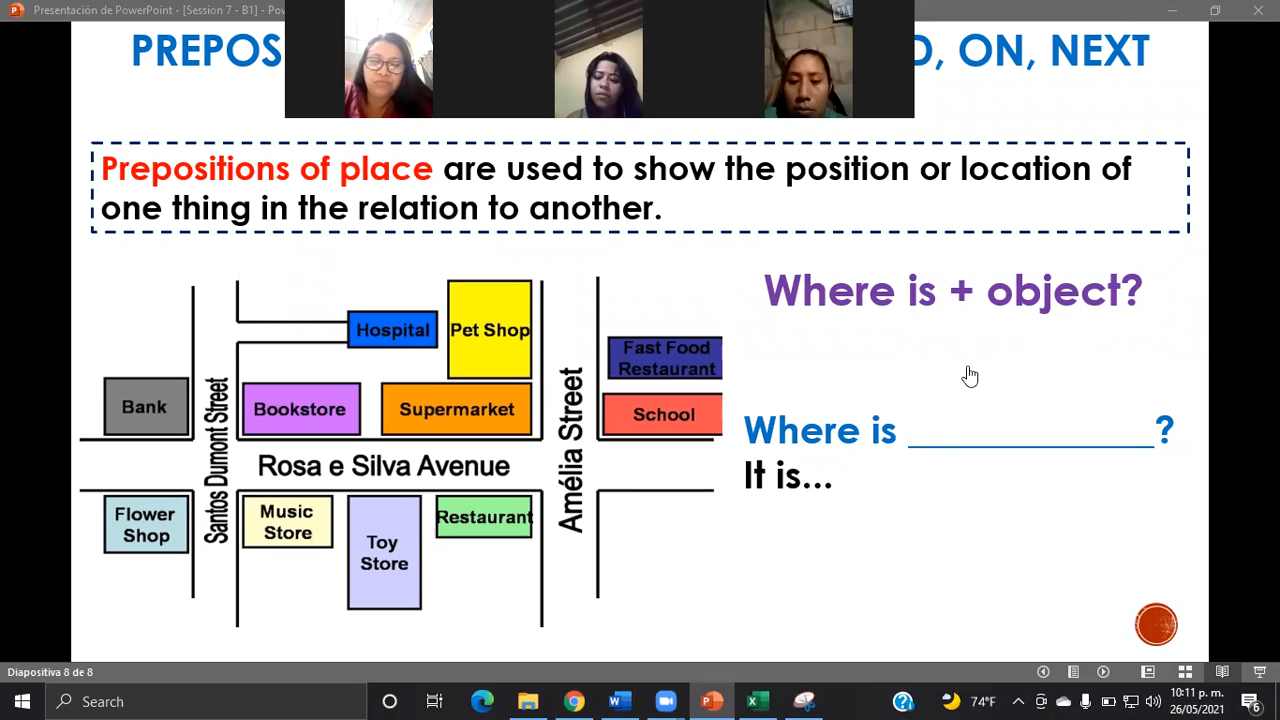 Presentación de PowerPoint - [Session 7 - B1] - Pow
PREPOS
D, ON, NEXT
Prepositions of place are used to show the position or location of
one thing in the relation to another.
Where is + object?
Hospital
Pet Shop
Fast Food
Restaurant
Bank
Santos Dumont Street
Bookstore
Supermarket
Amélia Street
School
Where is ____________?
Rosa e Silva Avenue
It is...
Flower
Shop
Music
Store
Toy
Store
Restaurant
Diapositiva 8 de 8
Search
74°F
10:11 p. m.
26/05/2021
6